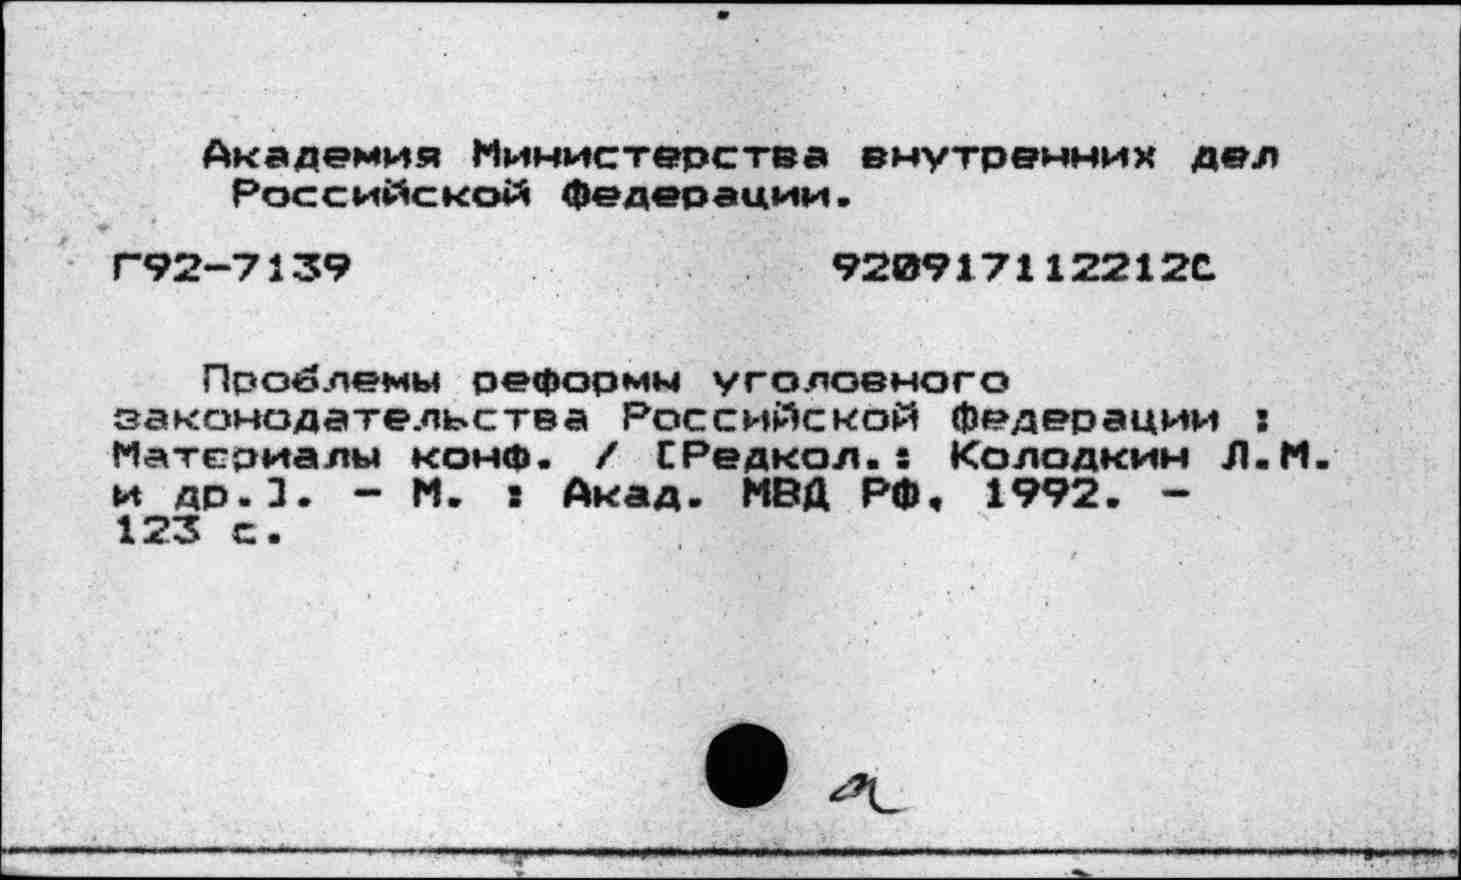 Академия Министерства внутренних дел
Российской Федерации.
Г92-7139 920917112212С
Проблемы реформы уголовного
законодательства Российской Федерации :
Материалы конф. / [Редкол.: Колодкин Л.М.
и др.]. - М. : Акад. МВД РФ, 1992. -
123 с.